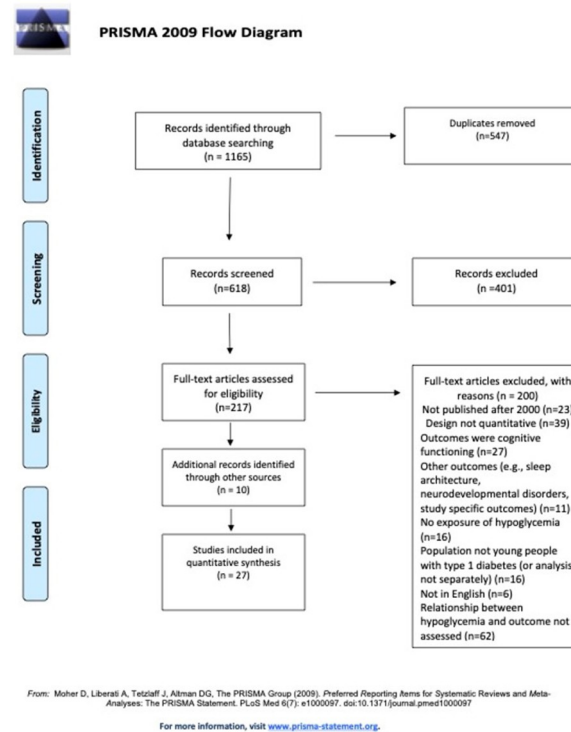 PRISMA
PRISMA 2009 Flow Diagram
Identification
Records identified through
database searching
(n = 1165)
Duplicates removed
(n=547)
Screening
Records screened
(n=618)
Records excluded
(n =401)
Eligibility
Full-text articles assessed
for eligibility
(n=217)
Full-text articles excluded, with
reasons (n = 200)
Not published after 2000 (n=23)
Design not quantitative (n=39)
Outcomes were cognitive
functioning (n=27)
Other outcomes (e.g., sleep
architecture,
neurodevelopmental disorders,
study specific outcomes) (n=11)
No exposure of hypoglycemia
(n=16)
Population not young people
with type 1 diabetes (or analysis
not separately) (n=16)
Not in English (n=6)
Relationship between
hypoglycemia and outcome not
assessed (n=62)
Additional records identified
through other sources
(n = 10)
Included
Studies included in
quantitative synthesis
(n = 27)
From: Moher D, Liberati A, Tetzlaff J, Altman DG, The PRISMA Group (2009). Preferred Reporting Items for Systematic Reviews and Meta-
Analyses: The PRISMA Statement. PLoS Med 6(7): e1000097. doi:10.1371/journal.pmed1000097
For more information, visit www.prisma-statement.org.